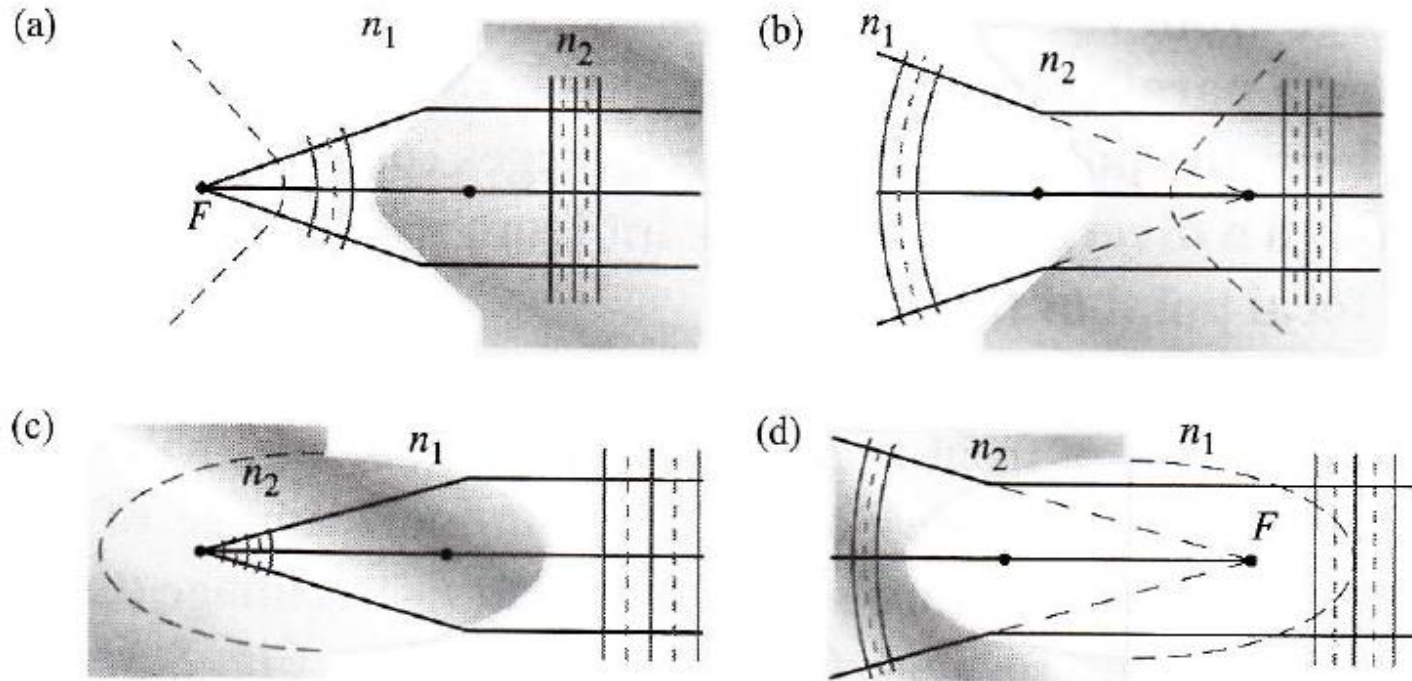 (a) n₁ n₂
F
(b) n₁ n₂
(c) n₂ n₁
(d) n₂ n₁
F